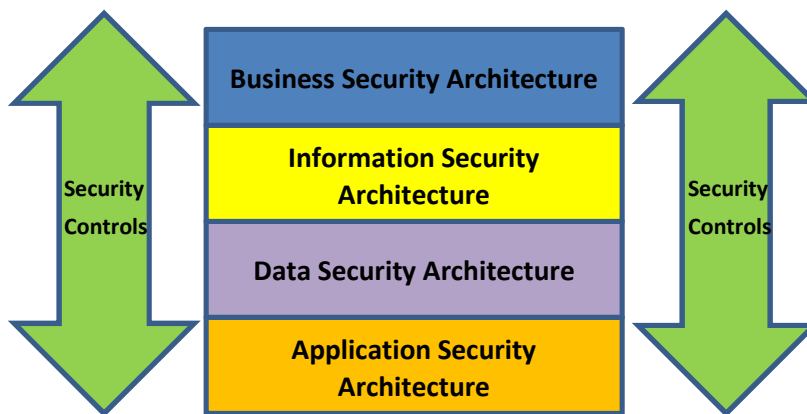 Business Security Architecture
Information Security
Architecture
Security
Controls
Security
Controls
Data Security Architecture
Application Security
Architecture